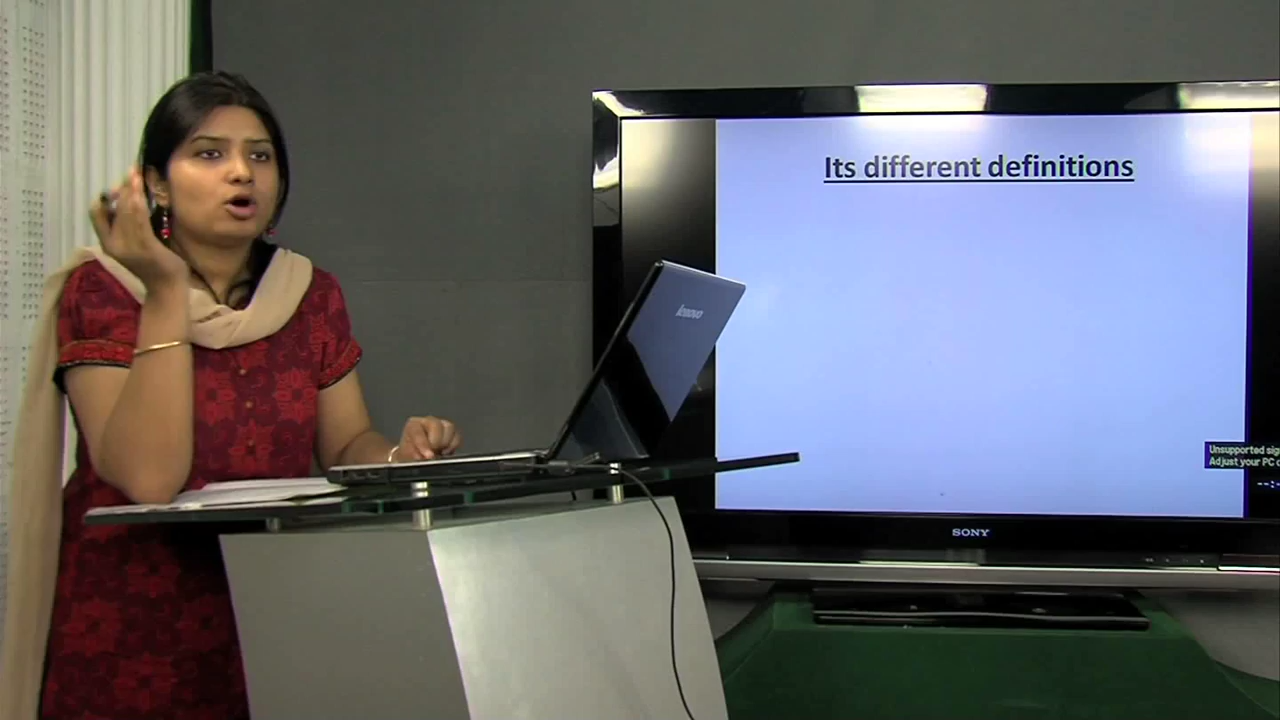 Its different definitions
lenovo
Unsupported sig
Adjust your PC
SONY